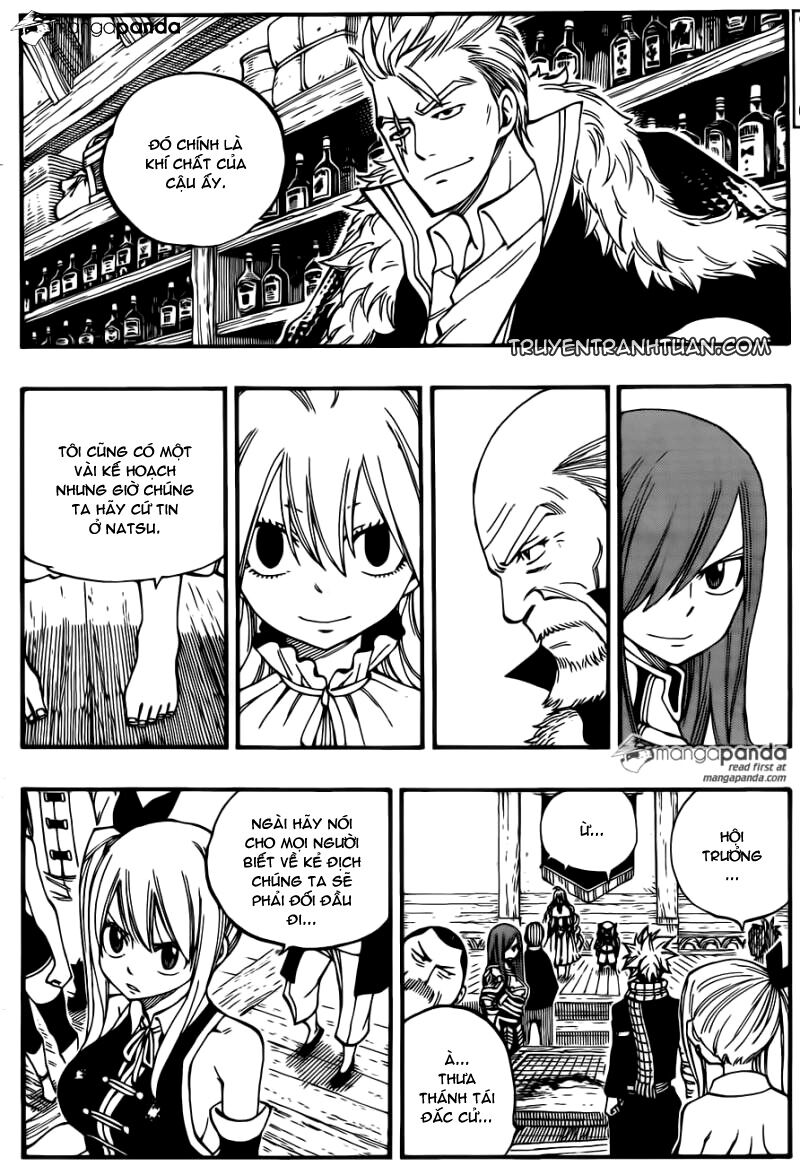 mangapanda
ĐÓ CHÍNH LÀ
KHÍ CHẤT CỦA
CẬU ẤY.
TRUYENTRANHTUAN.COM
TÔI CŨNG CÓ MỘT
VÀI KẾ HOẠCH
NHƯNG GIỜ CHÚNG
TA HÃY CỨ TIN
Ở NATSU.
mangapanda
read first at
mangapanda.com
NGÀI HÃY NÓI
CHO MỌI NGƯỜI
BIẾT VỀ KẺ ĐỊCH
CHÚNG TA SẼ
PHẢI ĐỐI ĐẦU
ĐI...
Ừ...
HỘI
TRƯỞNG
...
À...
THƯA
THÁNH TÁI
ĐẮC CỬ...